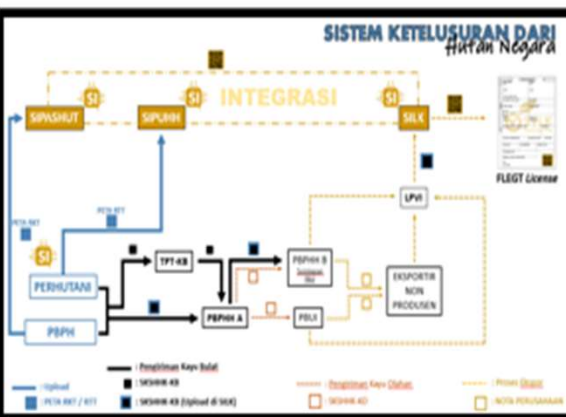 SISTEM KETELUSURAN DARI
Hutan Negara
INTEGRASI
SI
SI
SI
SIPASHUT
SIPUHH
SILK
FLEGT License
PETA RKT
PETA RTT
SI
LPVI
PERHUTANI
TPT-KB
PBPHH B
EKSPORTIR
NON
PRODUSEN
PBPH
PBPHH A
PBUI
: Pengiriman Kayu Bulat
: Upload
: SKSHHK-KB
: Pengiriman Kayu Olahan
: Proses Ekspor
: PETA RKT / RTT
: SKSHHK-KB (Upload di SILK)
: SKSHHK-KO
: NOTA PERUSAHAAN